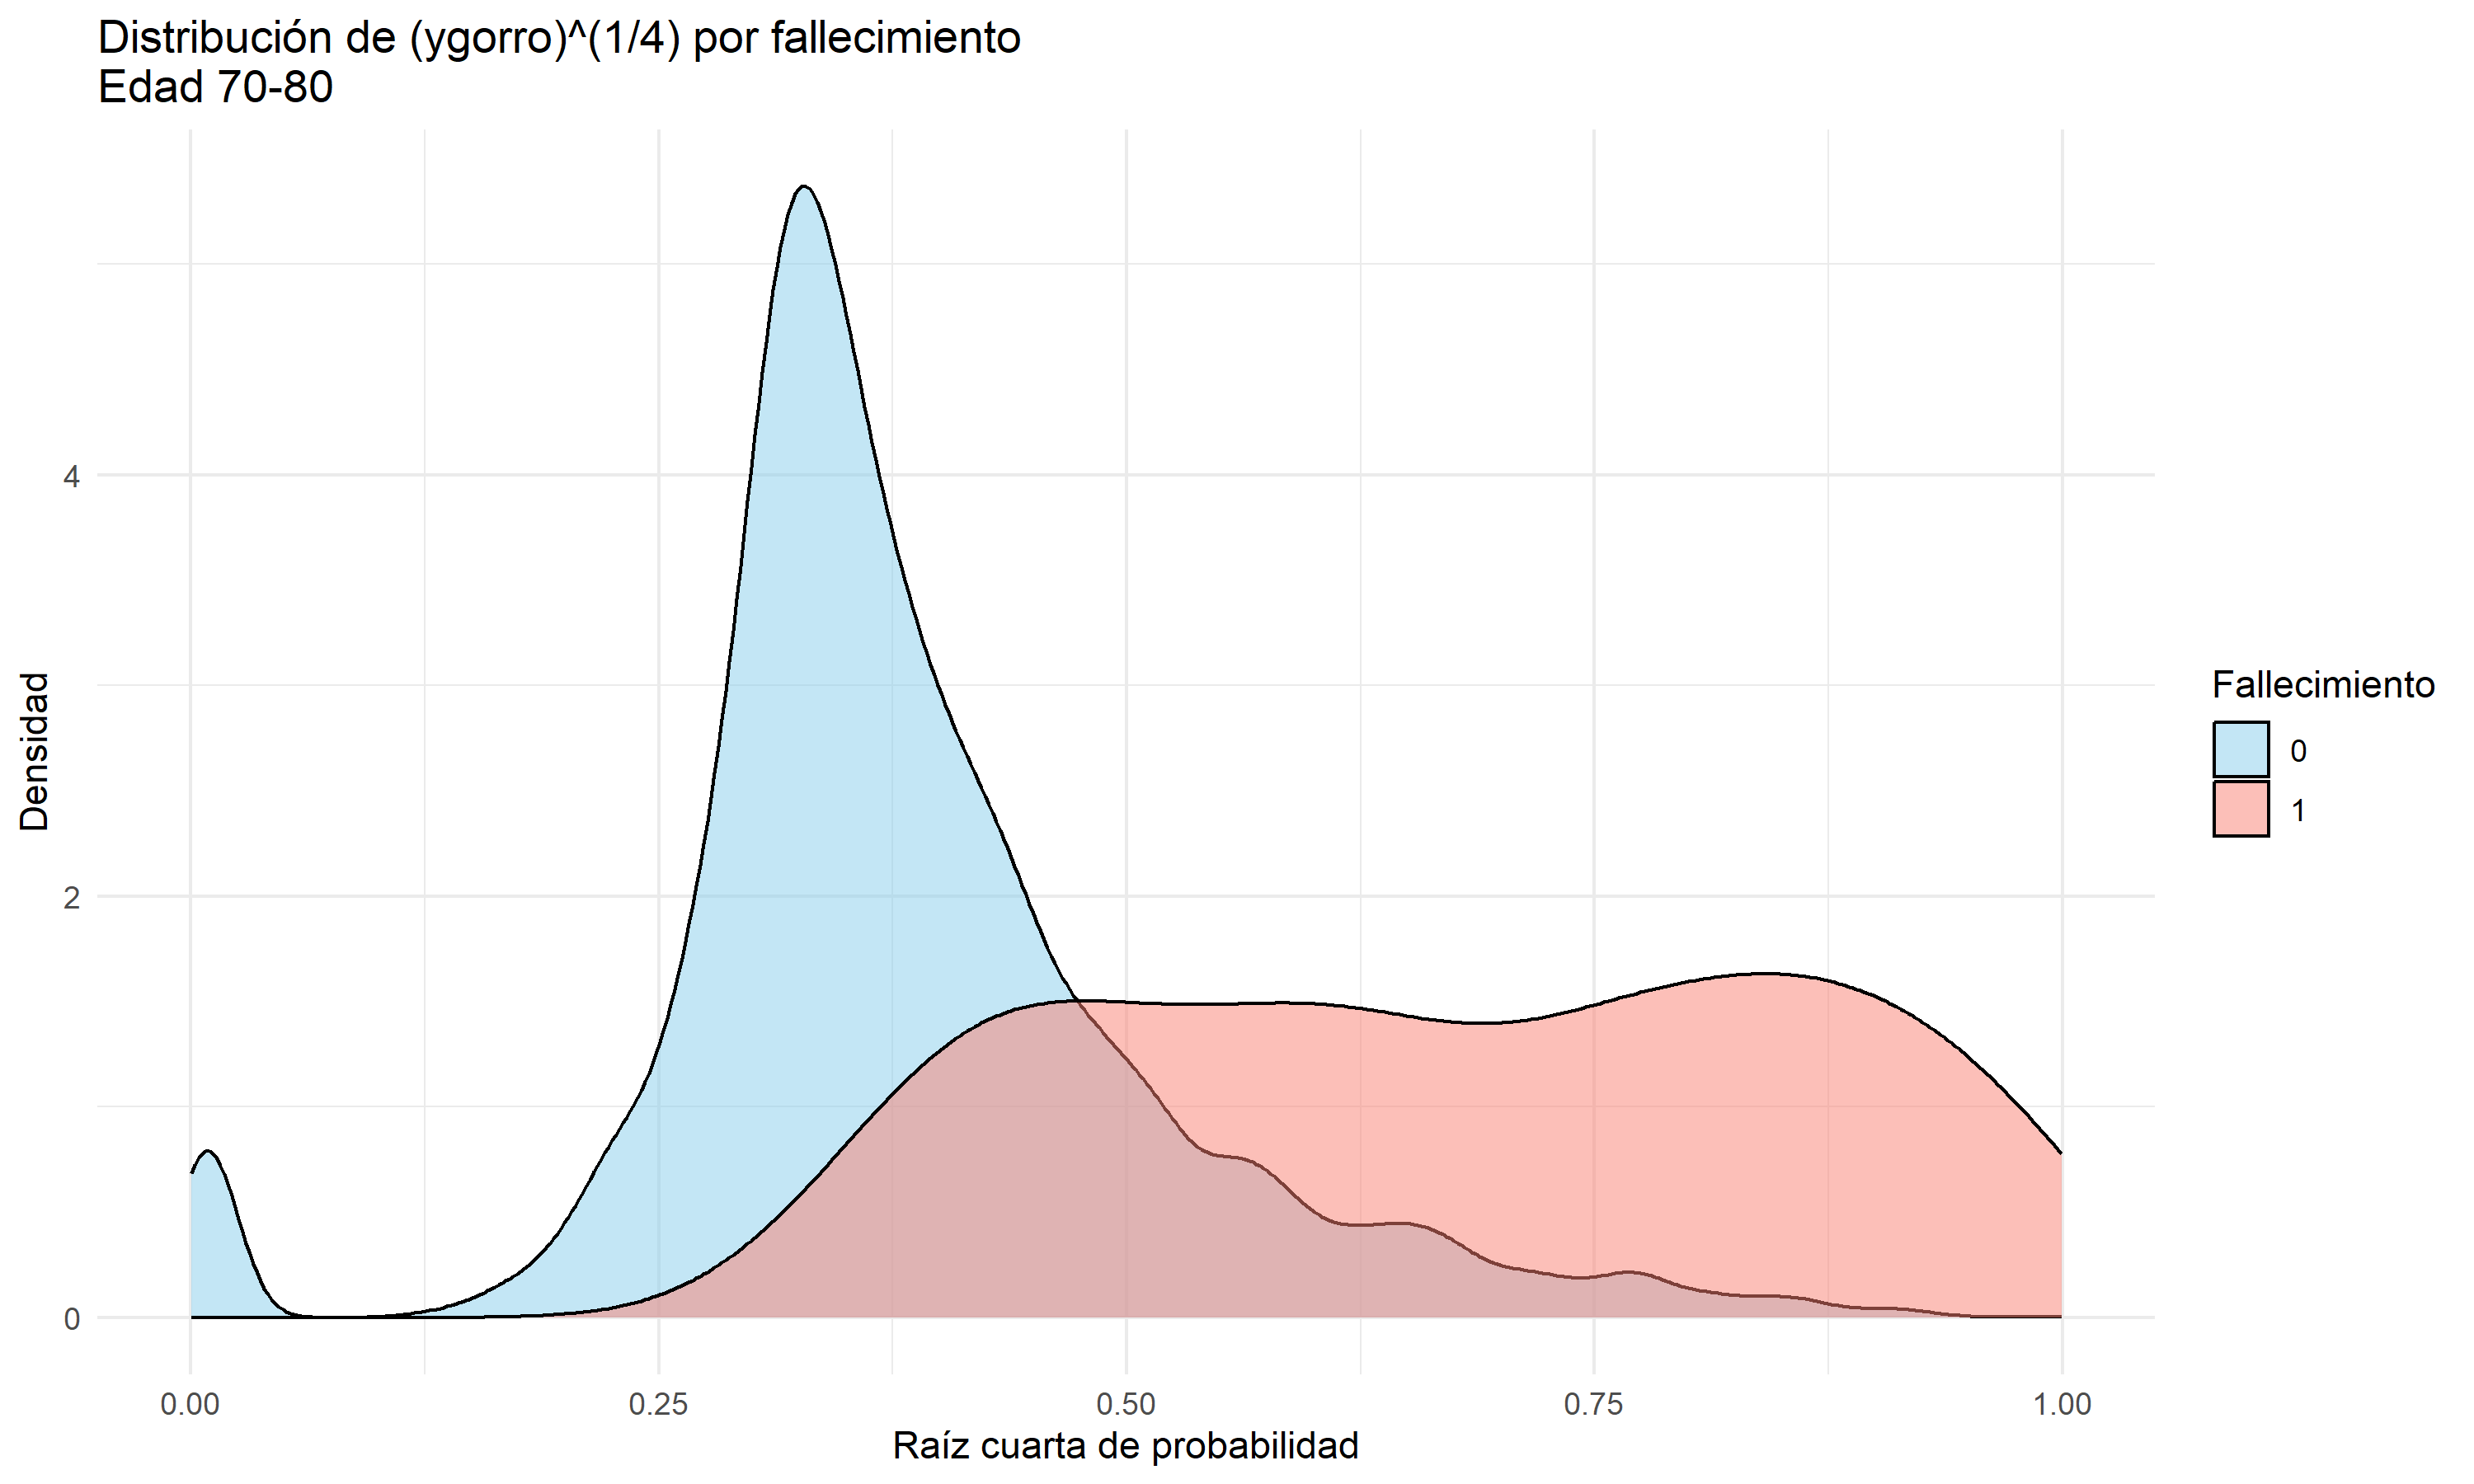 Distribución de (ygorro)^(1/4) por fallecimiento
Edad 70-80
Densidad
4
2
0
0.00 0.25 0.50 0.75 1.00
Raíz cuarta de probabilidad
Fallecimiento
0
1